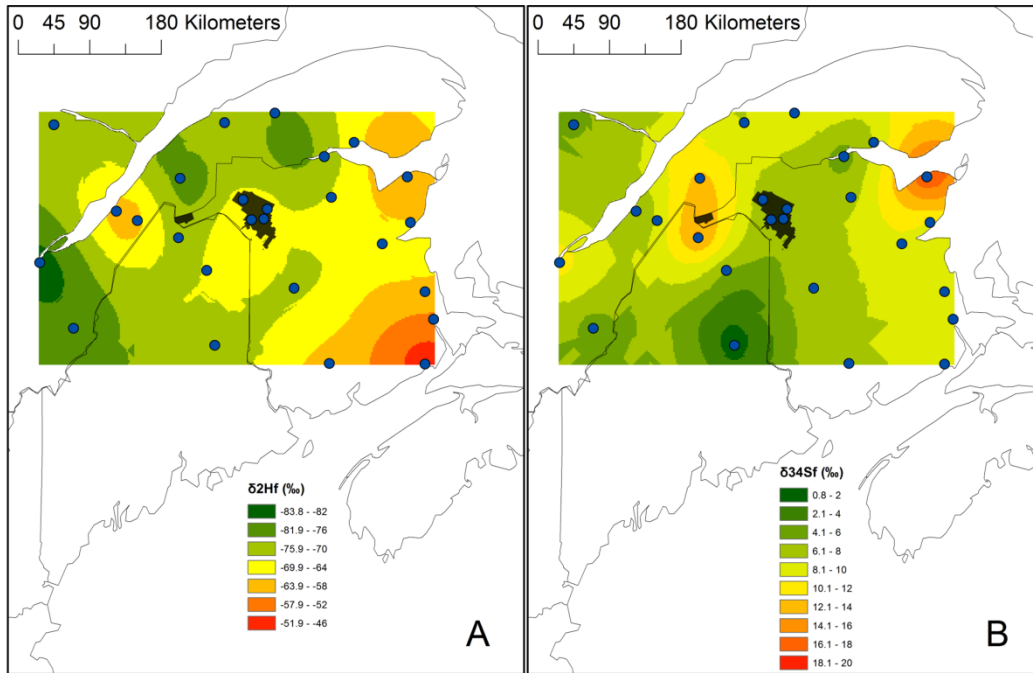 0 45 90 180 Kilometers
δ2Hf (‰)
-83.8 - -82
-81.9 - -76
-75.9 - -70
-69.9 - -64
-63.9 - -58
-57.9 - -52
-51.9 - -46
A
0 45 90 180 Kilometers
δ34Sf (‰)
0.8 - 2
2.1 - 4
4.1 - 6
6.1 - 8
8.1 - 10
10.1 - 12
12.1 - 14
14.1 - 16
16.1 - 18
18.1 - 20
B